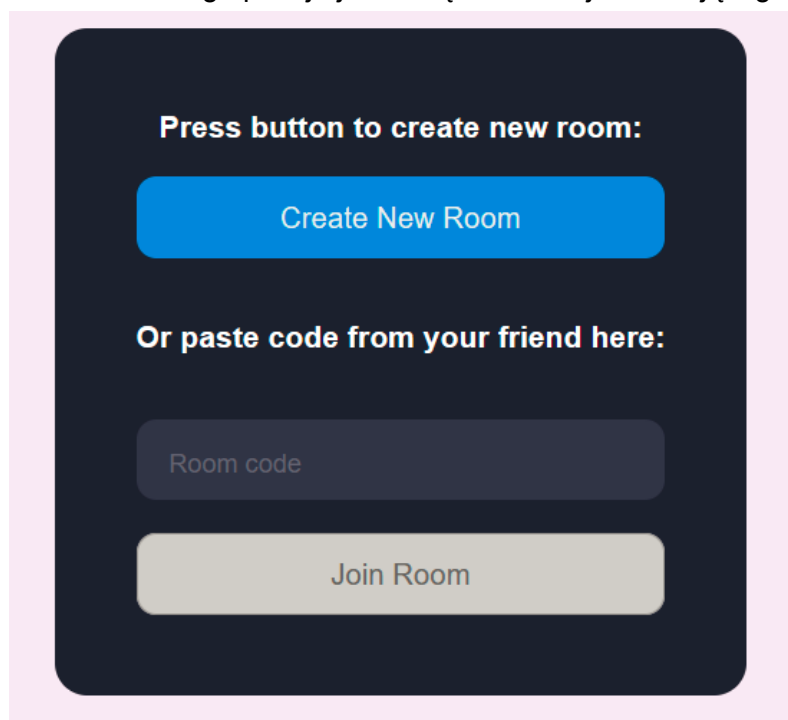 Press button to create new room:
Create New Room
Or paste code from your friend here:
Room code
Join Room